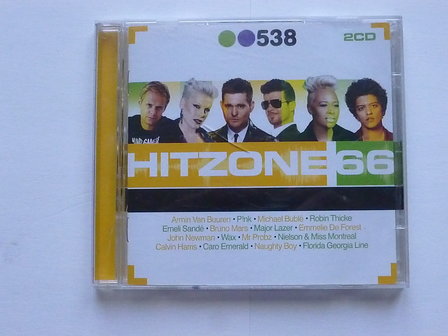 538
2CD
HITZONE 66
Armin Van Buuren • P!nk • Michael Bublé • Robin Thicke
Emeli Sandé • Bruno Mars • Major Lazer • Emmelie De Forest
John Newman • Wax • Mr Probz • Nielson & Miss Montreal
Calvin Harris • Caro Emerald • Naughty Boy • Florida Georgia Line